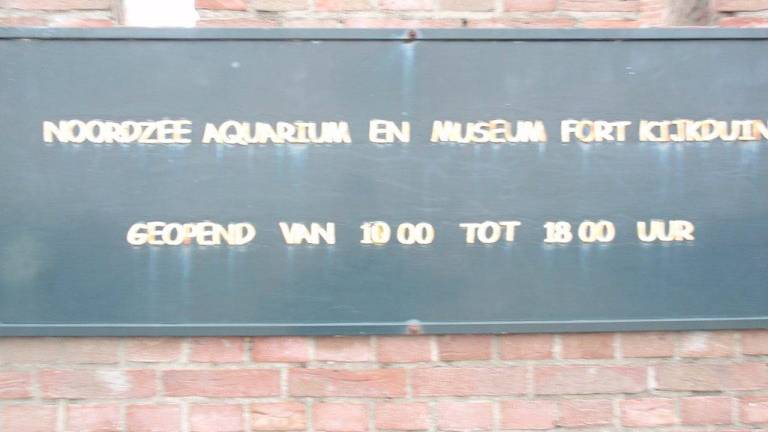 NOORDZEE AQUARIUM EN MUSEUM FORT KIJKDUIN
GEOPEND VAN 10 00 TOT 18 00 UUR